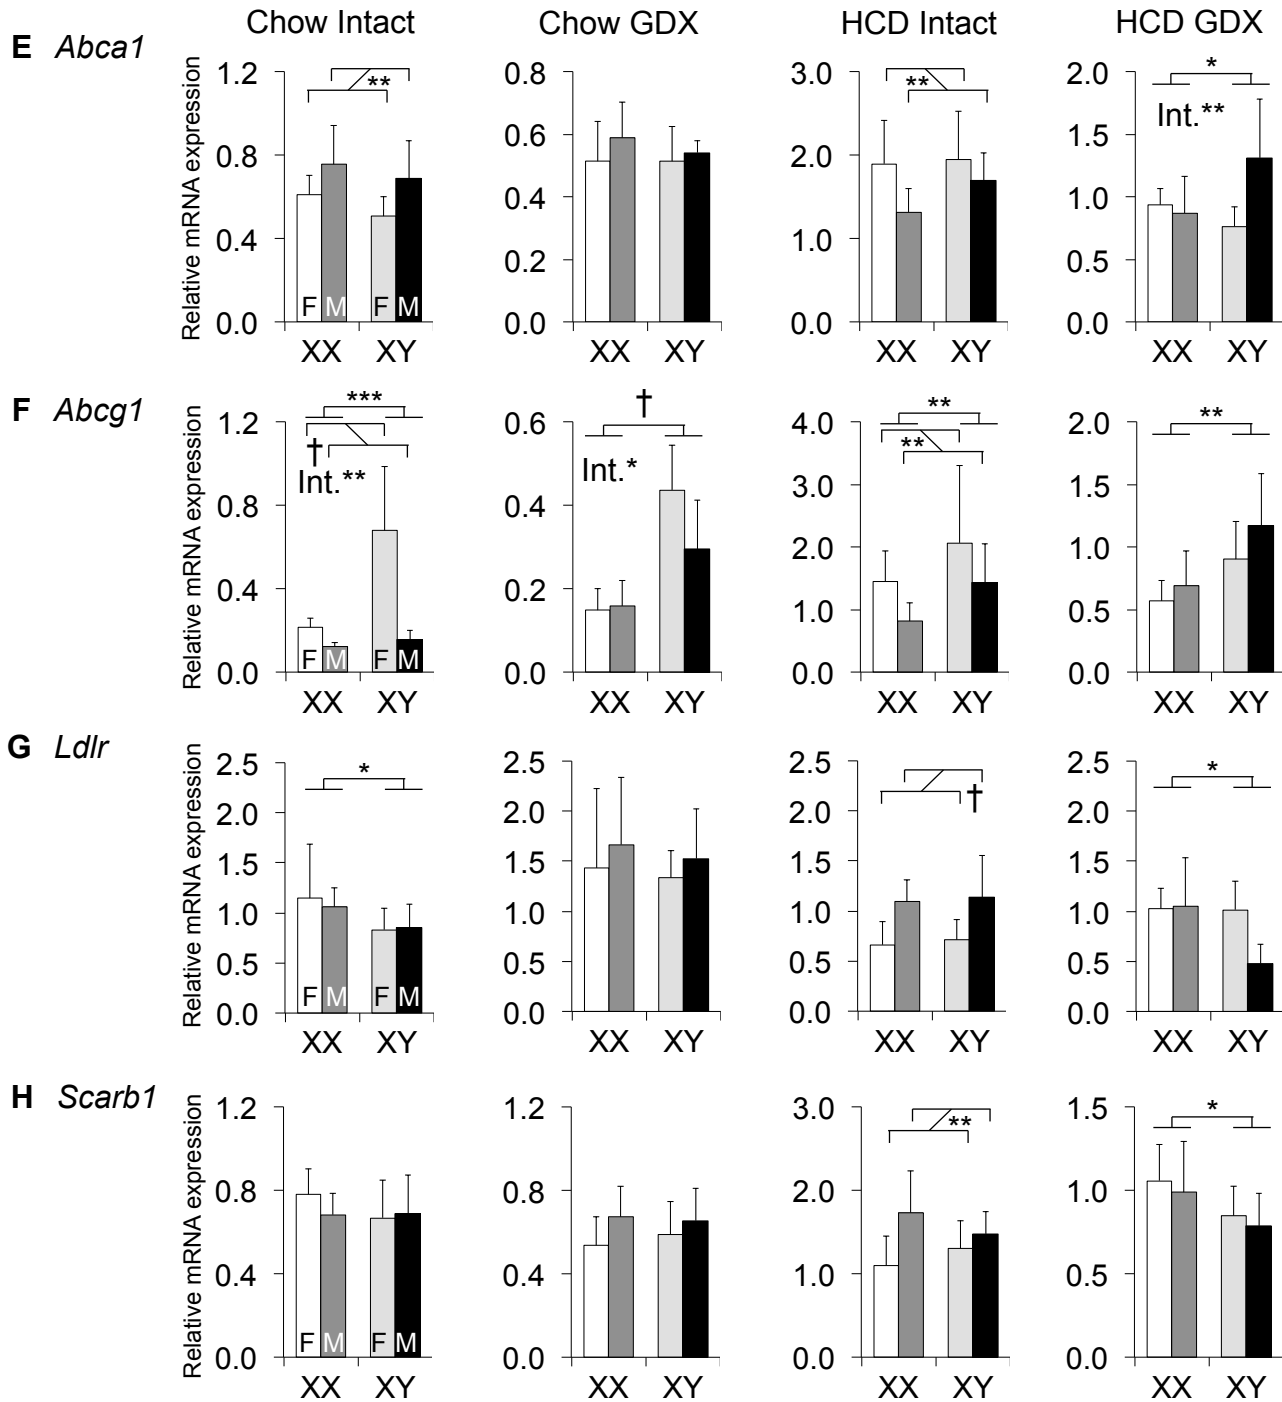 Chow Intact Chow GDX HCD Intact HCD GDX
E Abca1
Relative mRNA expression
1.2 0.8 3.0 2.0
** ** *
Int.**
0.8 0.6 2.0 1.5
0.4 0.4 1.0 1.0
0.2 0.5
F M F M
0.0 0.0 0.0 0.0
XX XY XX XY XX XY XX XY
F Abcg1
Relative mRNA expression
*** † ** **
1.2 0.6 4.0 2.0
† **
Int.** Int.*
0.8 0.4 3.0 1.5
2.0 1.0
0.4 0.2 1.0 0.5
F M F M
0.0 0.0 0.0 0.0
XX XY XX XY XX XY XX XY
G Ldlr
Relative mRNA expression
2.5 2.5 2.5 2.5
* † *
2.0 2.0 2.0 2.0
1.5 1.5 1.5 1.5
1.0 1.0 1.0 1.0
0.5 0.5 0.5 0.5
F M F M
0.0 0.0 0.0 0.0
XX XY XX XY XX XY XX XY
H Scarb1
Relative mRNA expression
1.2 1.2 3.0 1.5
** *
0.8 0.8 2.0 1.0
0.4 0.4 1.0 0.5
F M F M
0.0 0.0 0.0 0.0
XX XY XX XY XX XY XX XY